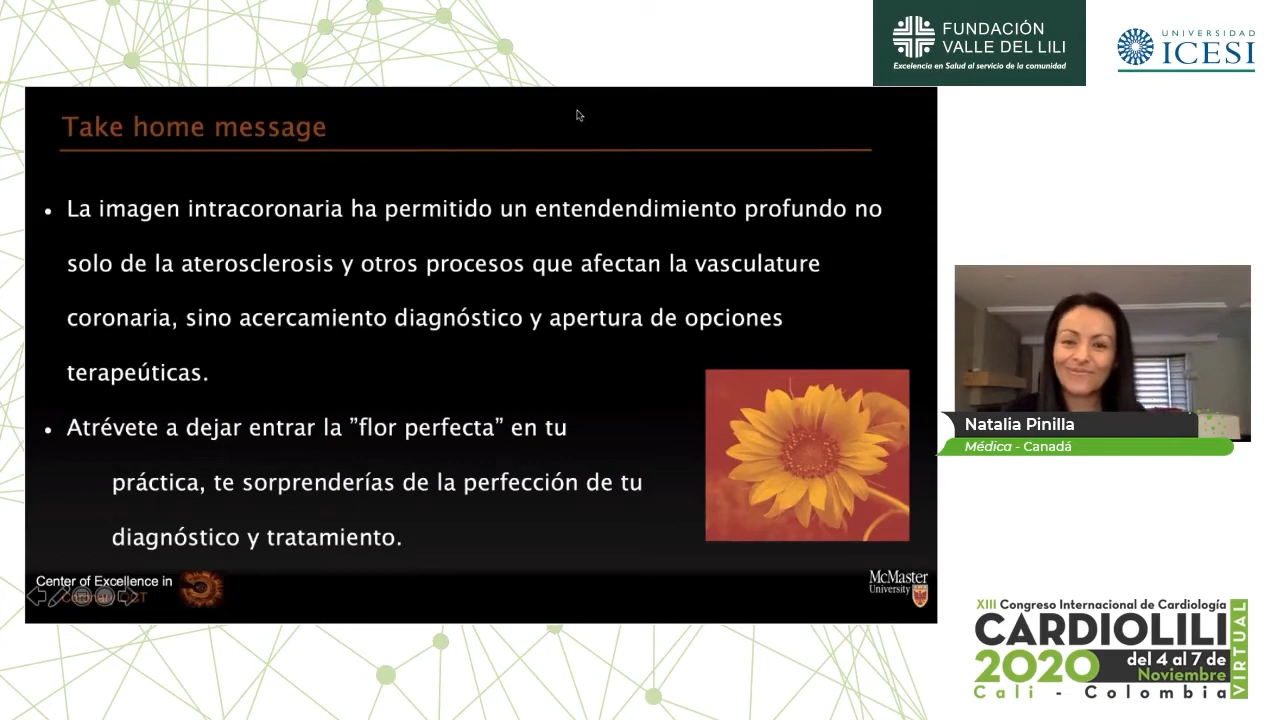 FUNDACIÓN
VALLE DEL LILI
Excelencia en Salud al servicio de la comunidad
UNIVERSIDAD
ICESI
Take home message
• La imagen intracoronaria ha permitido un entendendimiento profundo no
solo de la aterosclerosis y otros procesos que afectan la vasculature
coronaria, sino acercamiento diagnóstico y apertura de opciones
terapeúticas.
• Atrévete a dejar entrar la ”flor perfecta” en tu
práctica, te sorprenderías de la perfección de tu
diagnóstico y tratamiento.
Center of Excellence in
McMaster
University
Natalia Pinilla
Médica - Canadá
XIII Congreso Internacional de Cardiología
CARDIOLILI
2020 del 4 al 7 de
Noviembre
VIRTUAL
Cali - Colombia